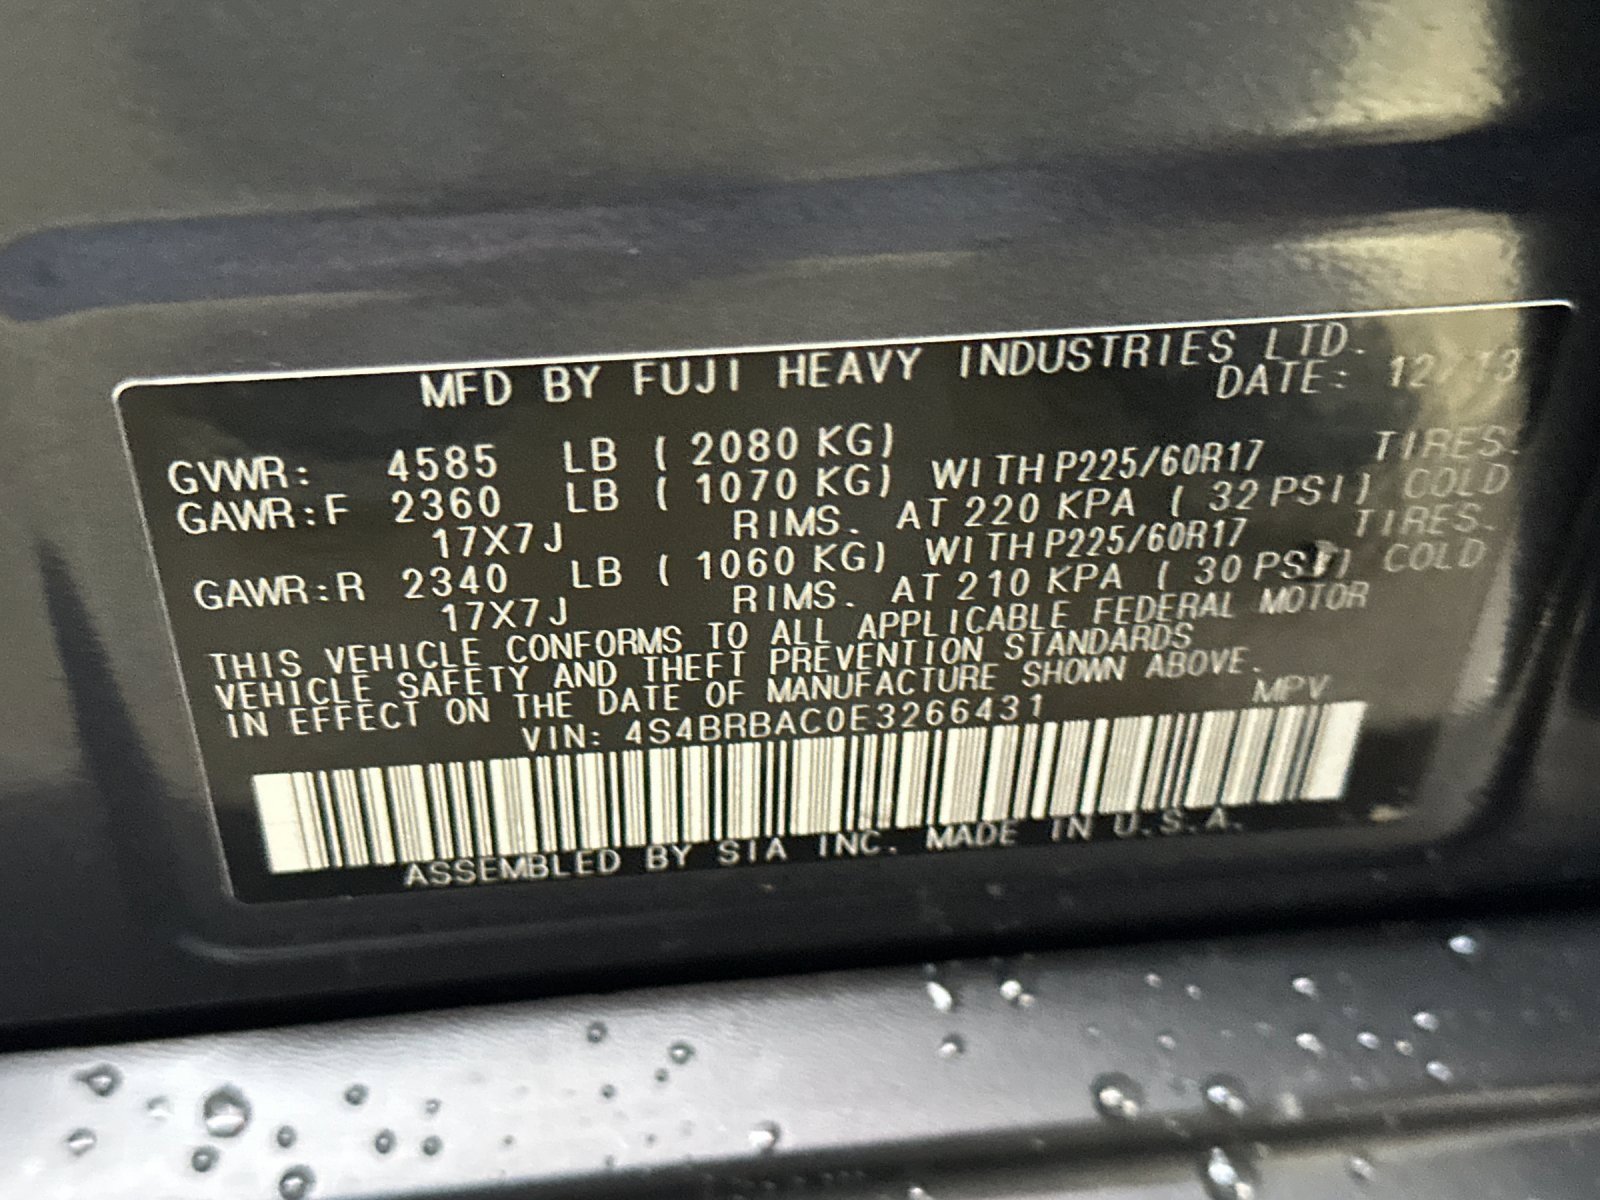 MFD BY FUJI HEAVY INDUSTRIES LTD.
DATE: 12/13
GVWR: 4585 LB ( 2080 KG)
GAWR:F 2360 LB ( 1070 KG) WITH P225/60R17 TIRES.
17X7J RIMS. AT 220 KPA ( 32 PSI) COLD
GAWR:R 2340 LB ( 1060 KG) WITH P225/60R17 TIRES.
17X7J RIMS. AT 210 KPA ( 30 PSI) COLD
THIS VEHICLE CONFORMS TO ALL APPLICABLE FEDERAL MOTOR
VEHICLE SAFETY AND THEFT PREVENTION STANDARDS
IN EFFECT ON THE DATE OF MANUFACTURE SHOWN ABOVE.
VIN: 4S4BRBAC0E3266431 MPV
ASSEMBLED BY SIA INC. MADE IN U.S.A.